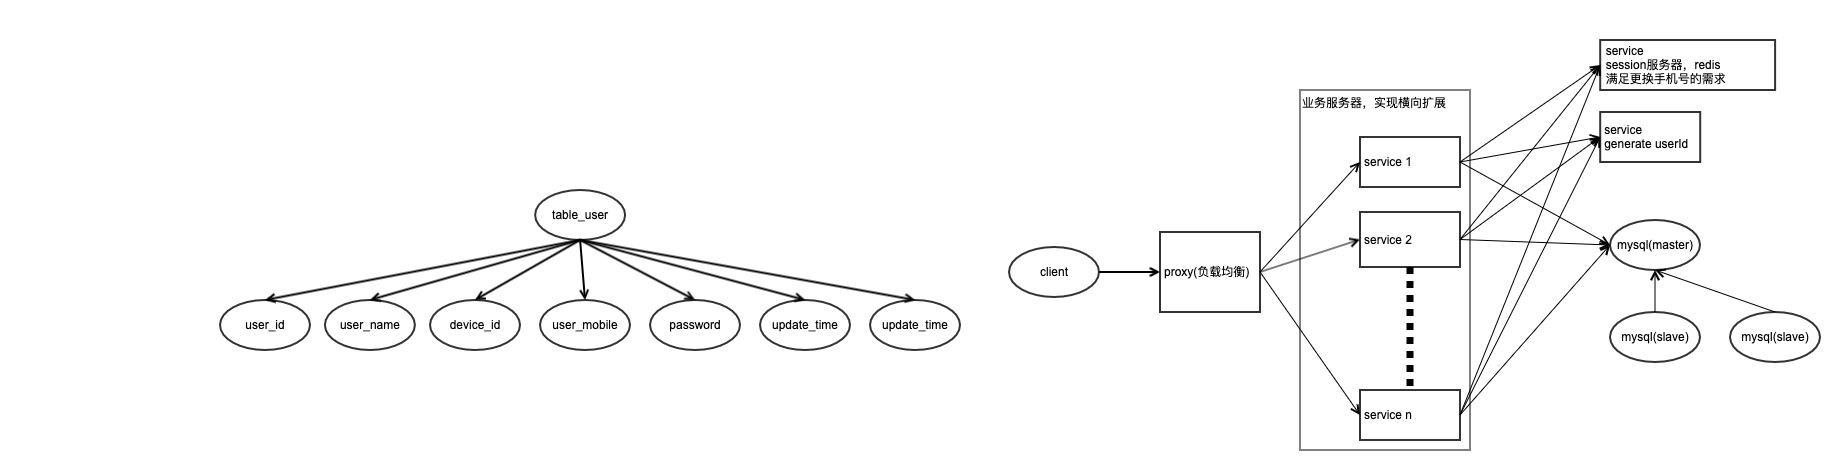 table_user
user_id
user_name
device_id
user_mobile
password
update_time
update_time
client
proxy(负载均衡)
业务服务器，实现横向扩展
service 1
service 2
service n
service
session服务器，redis
满足更换手机号的需求
service
generate userId
mysql(master)
mysql(slave)
mysql(slave)